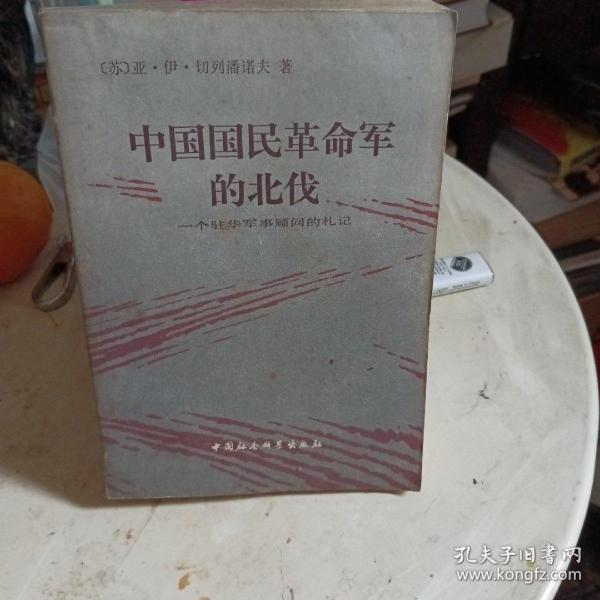 〔苏〕亚·伊·切列潘诺夫 著
中国国民革命军
的北伐
一个驻华军事顾问的札记
中国社会科学出版社
孔夫子旧书网
www.kongfz.com